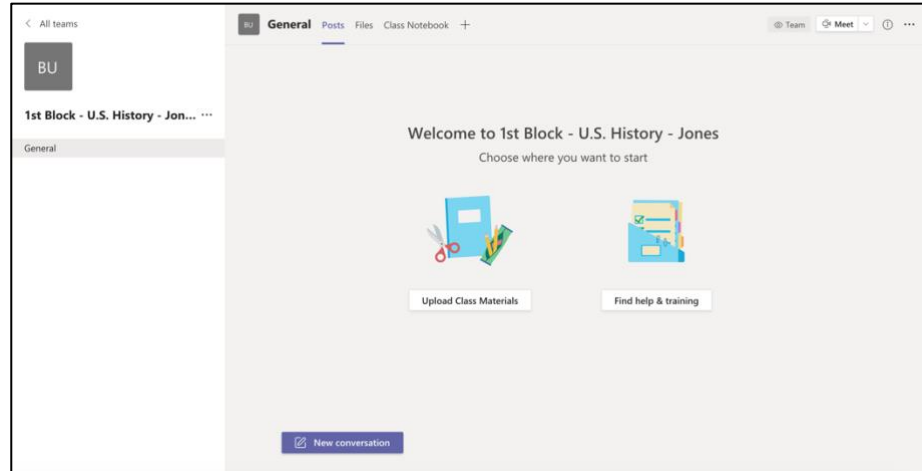 All teams
BU
1st Block - U.S. History - Jon... ···
General
BU General Posts Files Class Notebook +
Team Meet
Welcome to 1st Block - U.S. History - Jones
Choose where you want to start
Upload Class Materials Find help & training
New conversation